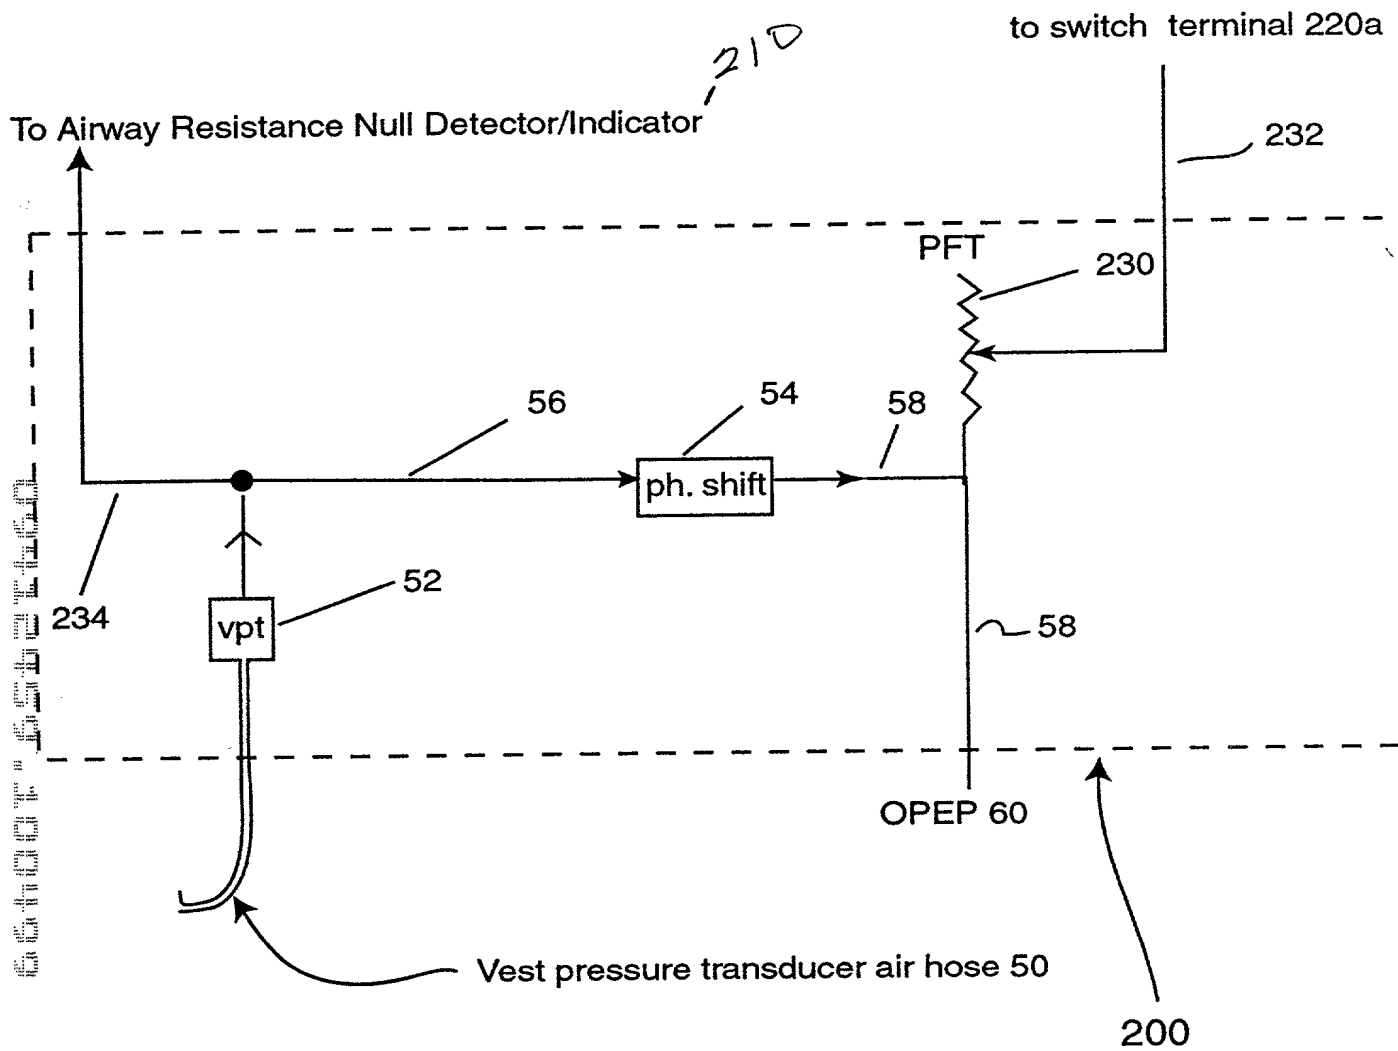 210
to switch terminal 220a
To Airway Resistance Null Detector/Indicator
232
PFT
230
56
54
58
ph. shift
52
234
vpt
58
OPEP 60
Vest pressure transducer air hose 50
200